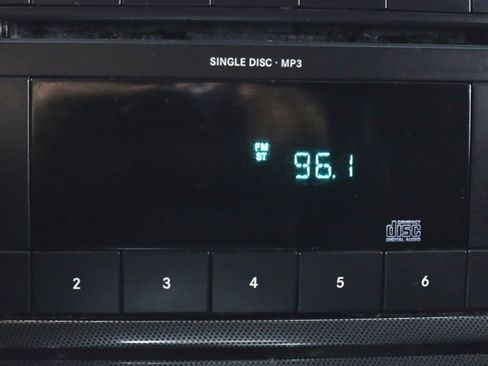 SINGLE DISC · MP3
FM
ST
96.1
COMPACT
disc
DIGITAL AUDIO
2 3 4 5 6